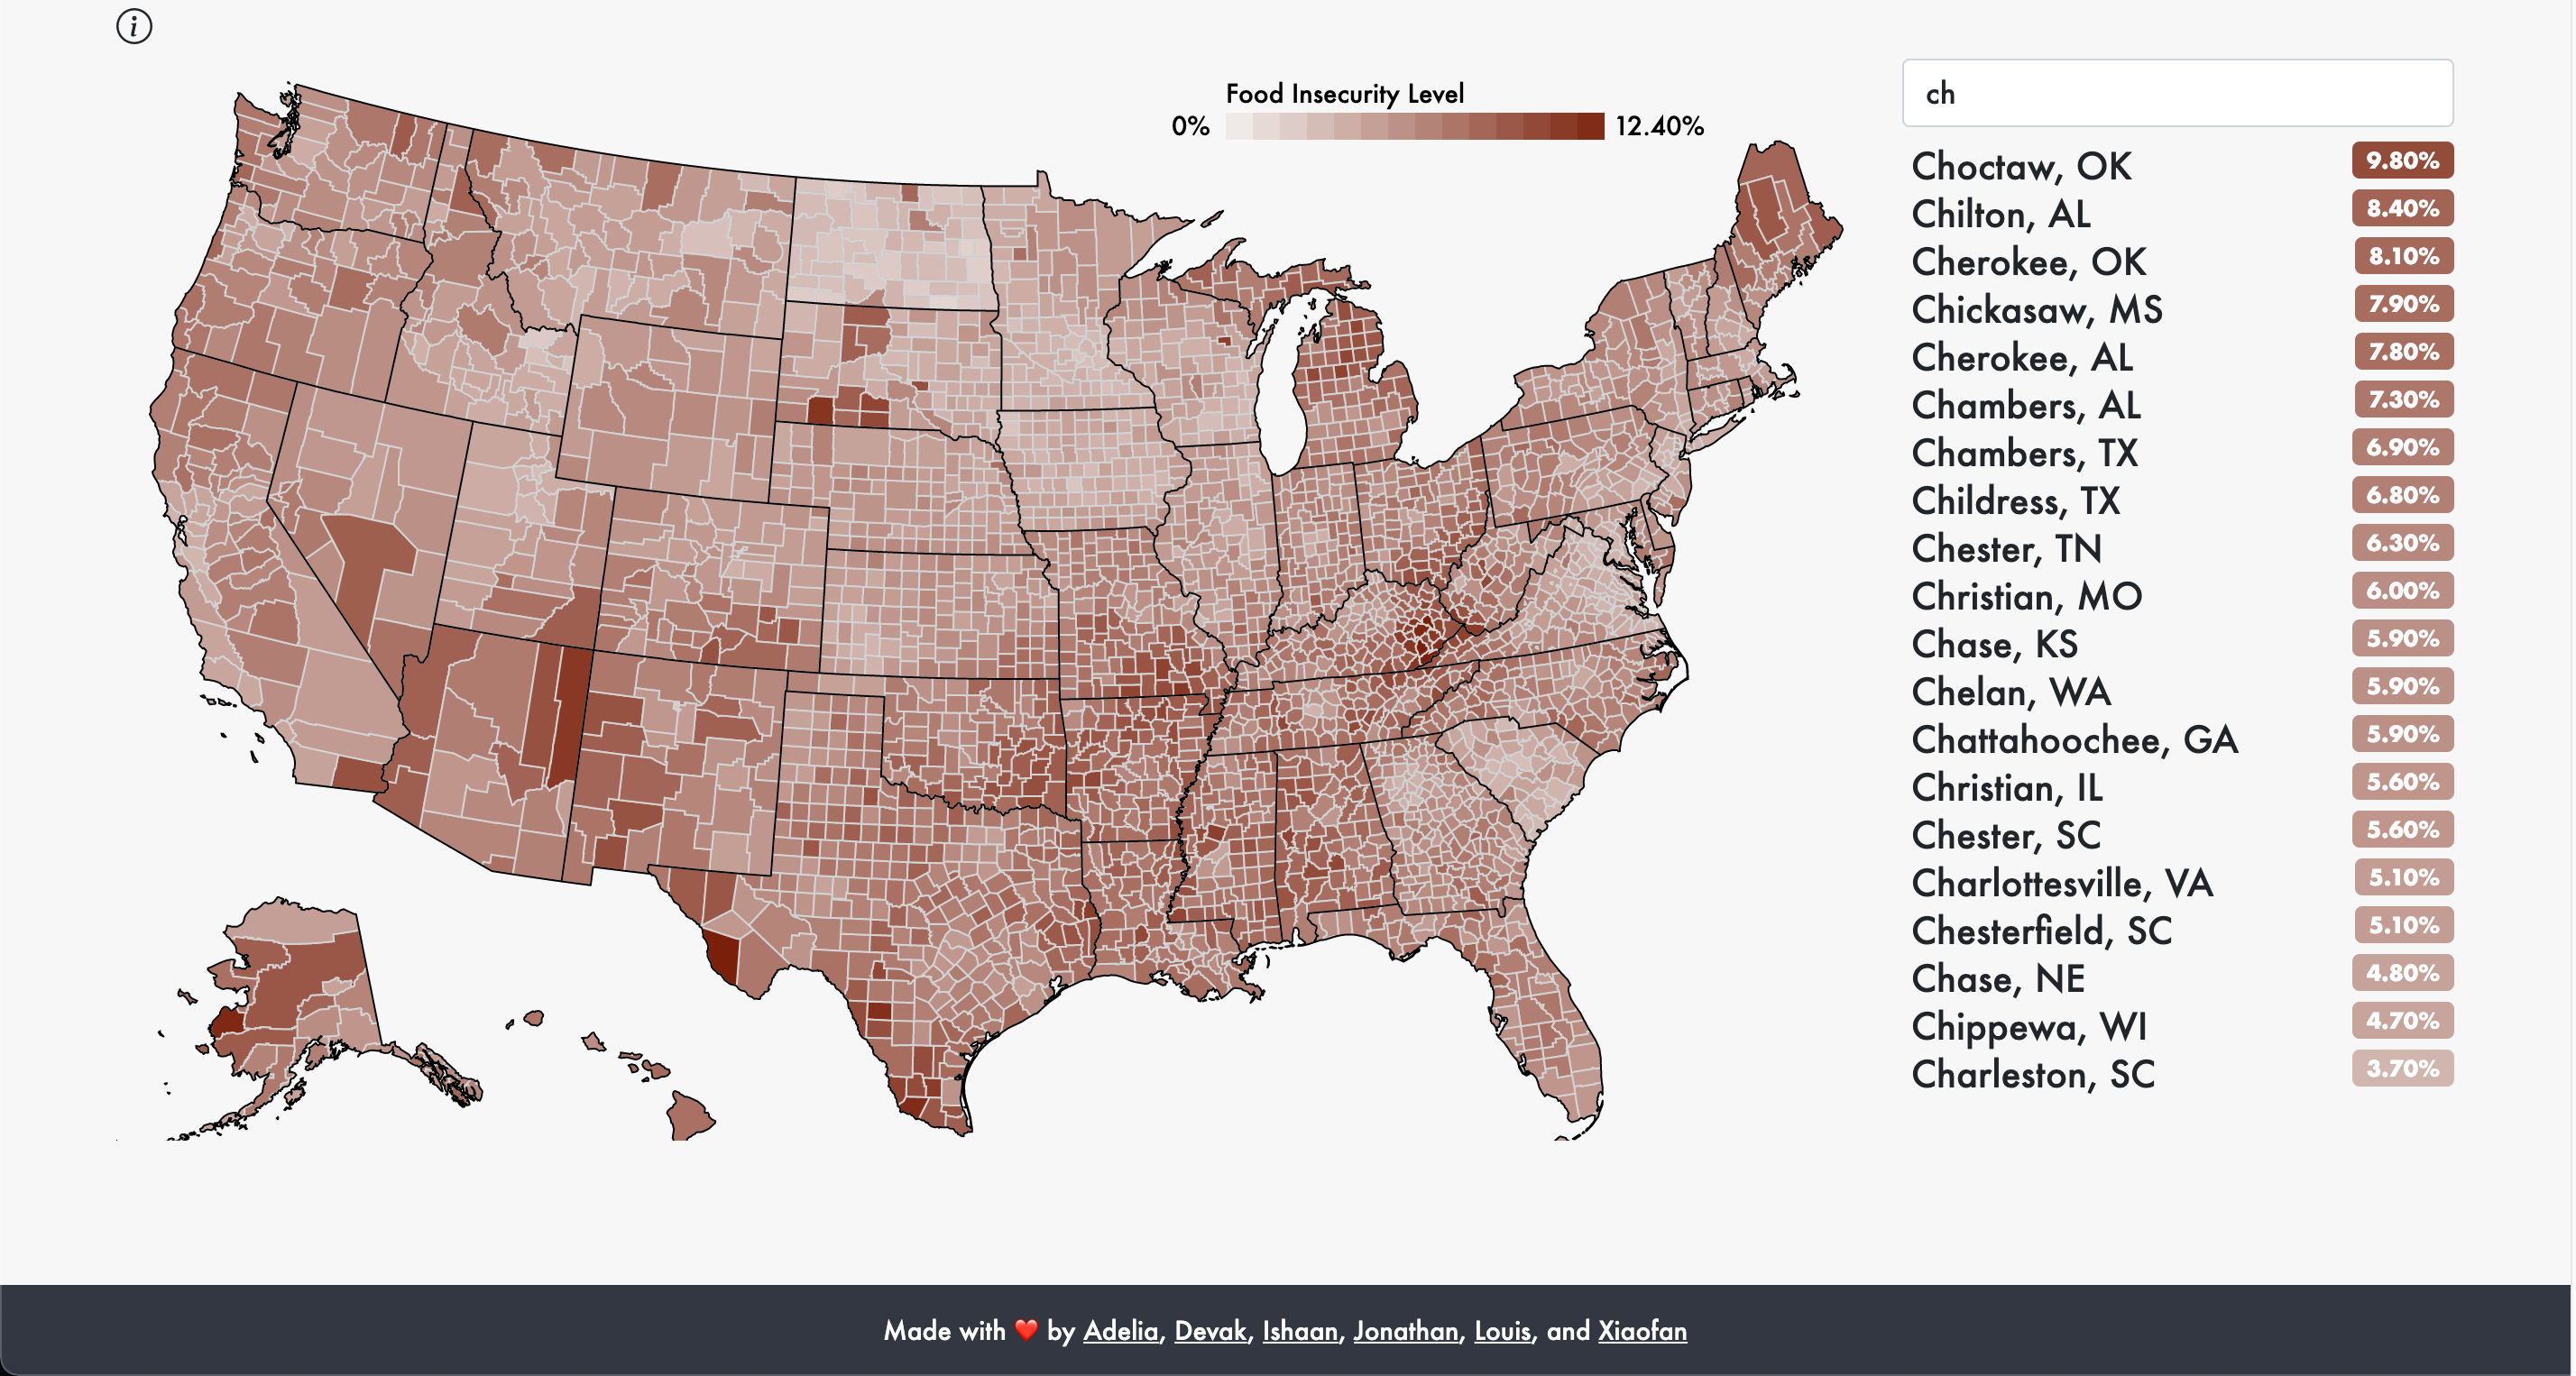 i
Food Insecurity Level
0% 12.40%
ch
Choctaw, OK 9.80%
Chilton, AL 8.40%
Cherokee, OK 8.10%
Chickasaw, MS 7.90%
Cherokee, AL 7.80%
Chambers, AL 7.30%
Chambers, TX 6.90%
Childress, TX 6.80%
Chester, TN 6.30%
Christian, MO 6.00%
Chase, KS 5.90%
Chelan, WA 5.90%
Chattahoochee, GA 5.90%
Christian, IL 5.60%
Chester, SC 5.60%
Charlottesville, VA 5.10%
Chesterfield, SC 5.10%
Chase, NE 4.80%
Chippewa, WI 4.70%
Charleston, SC 3.70%
Made with ❤️ by Adelia, Devak, Ishaan, Jonathan, Louis, and Xiaofan